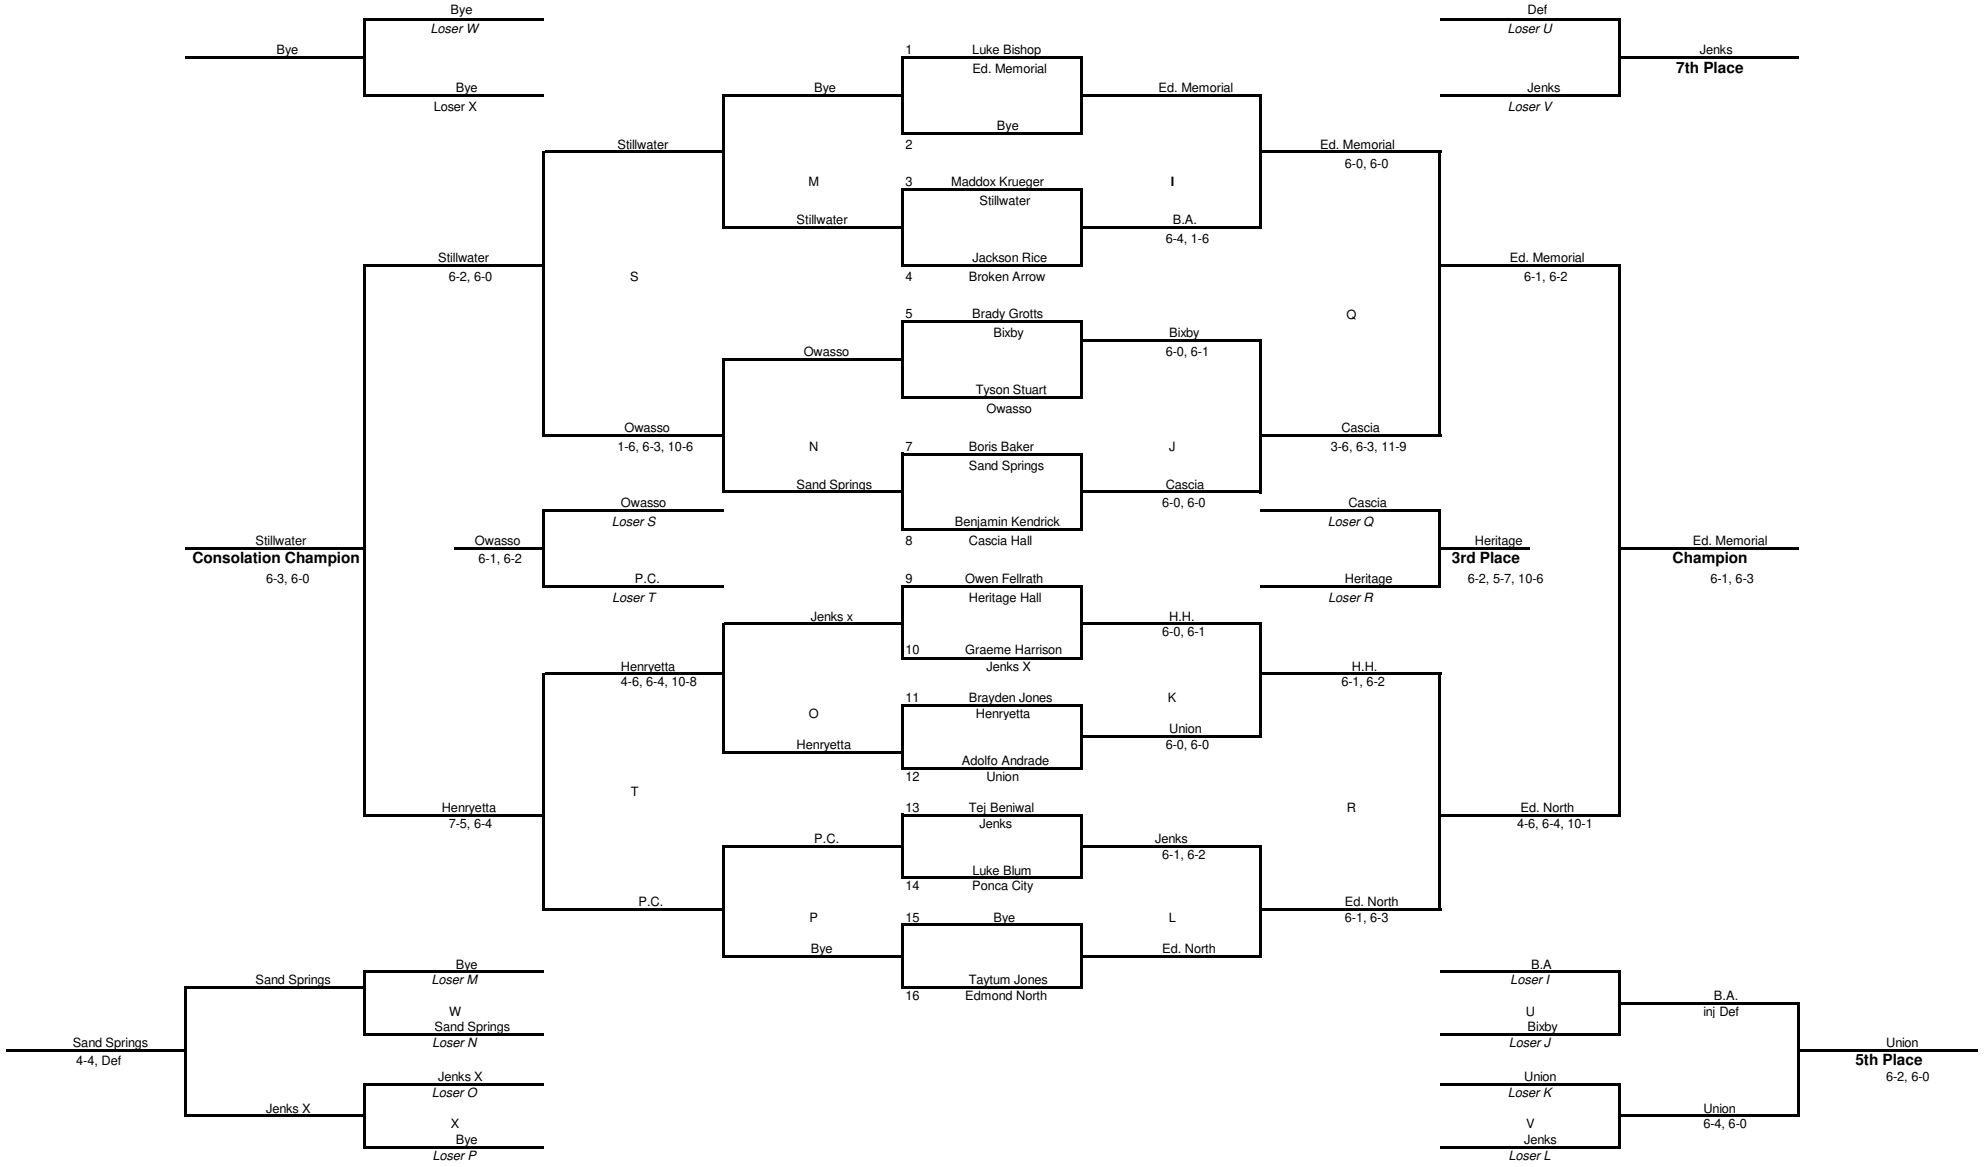 Bye
Loser W
Def
Loser U
Bye
1 Luke Bishop
Jenks
Ed. Memorial
7th Place
Bye
Loser X
Bye
Ed. Memorial
Jenks
Loser V
Bye
2
Stillwater
Ed. Memorial
6-0, 6-0
M
3 Maddox Krueger
I
Stillwater
Stillwater
B.A.
6-4, 1-6
Stillwater
6-2, 6-0
S
Jackson Rice
4 Broken Arrow
Ed. Memorial
6-1, 6-2
5 Brady Grotts
Q
Bixby
Bixby
6-0, 6-1
Owasso
Tyson Stuart
Owasso
Owasso
1-6, 6-3, 10-6
Cascia
3-6, 6-3, 11-9
N
7 Boris Baker
J
Sand Springs
Sand Springs
Cascia
6-0, 6-0
Owasso
Loser S
Benjamin Kendrick
8 Cascia Hall
Cascia
Loser Q
Stillwater
Consolation Champion
6-3, 6-0
Owasso
6-1, 6-2
Heritage
3rd Place
6-2, 5-7, 10-6
Ed. Memorial
Champion
6-1, 6-3
P.C.
Loser T
9 Owen Fellrath
Heritage Hall
Heritage
Loser R
Jenks x
H.H.
6-0, 6-1
10 Graeme Harrison
Jenks X
Henryetta
4-6, 6-4, 10-8
H.H.
6-1, 6-2
O
11 Brayden Jones
K
Henryetta
Henryetta
Union
6-0, 6-0
Adolfo Andrade
12 Union
T
R
Henryetta
7-5, 6-4
13 Tej Beniwal
Jenks
Ed. North
4-6, 6-4, 10-1
P.C.
Jenks
6-1, 6-2
Luke Blum
14 Ponca City
P.C.
Ed. North
6-1, 6-3
P
15 Bye
L
Bye
Ed. North
Taytum Jones
16 Edmond North
Bye
Loser M
B.A
Loser I
Sand Springs
B.A.
inj Def
W
U
Sand Springs
Loser N
Bixby
Loser J
Sand Springs
4-4, Def
Union
5th Place
6-2, 6-0
Jenks X
Loser O
Union
Loser K
Jenks X
Union
6-4, 6-0
X
V
Bye
Loser P
Jenks
Loser L